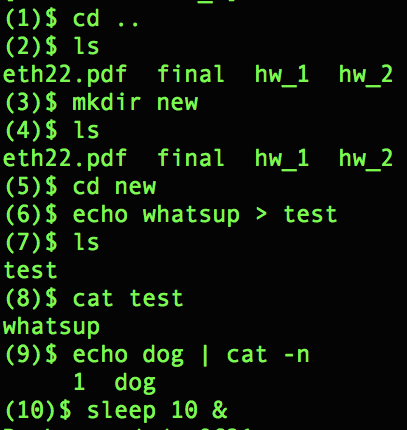 (1)$ cd ..
(2)$ ls
eth22.pdf  final  hw_1  hw_2
(3)$ mkdir new
(4)$ ls
eth22.pdf  final  hw_1  hw_2
(5)$ cd new
(6)$ echo whatsup > test
(7)$ ls
test
(8)$ cat test
whatsup
(9)$ echo dog | cat -n
     1  dog
(10)$ sleep 10 &